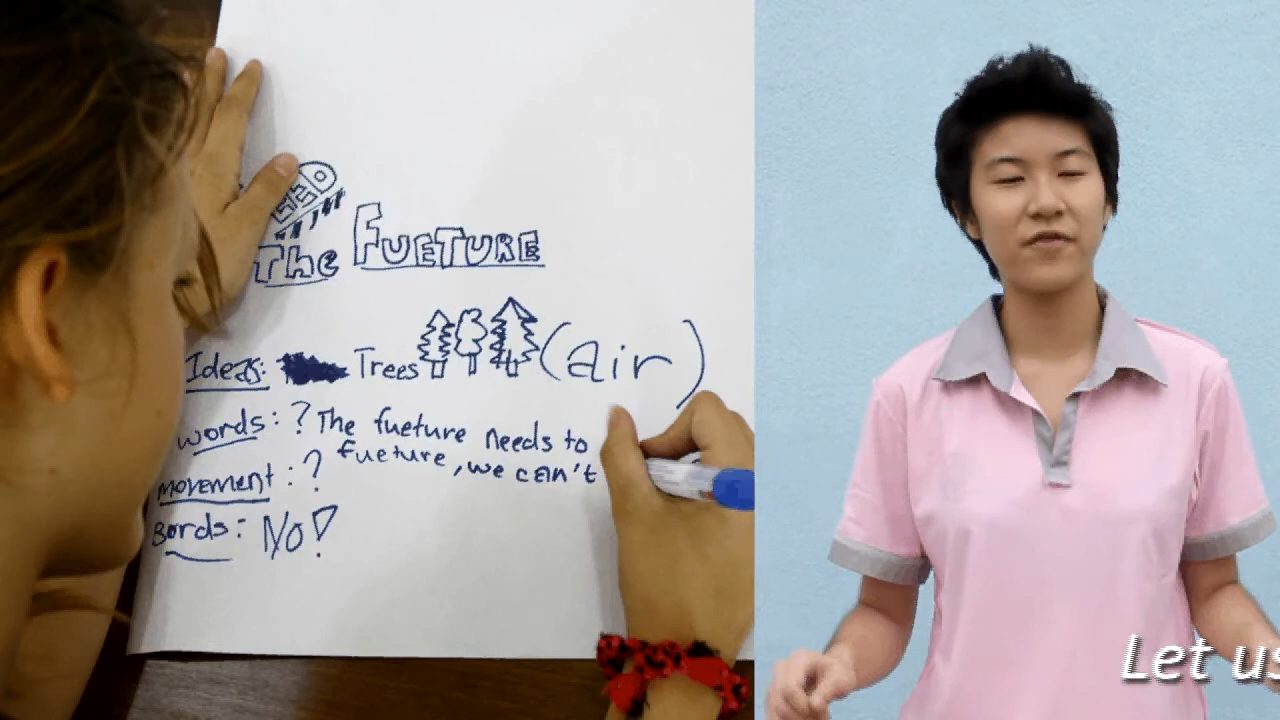 The FUETURE
Ideas: Trees (air)
words: ? The fueture needs to
fueture, we can't
movement: ?
Bords: No!
Let us